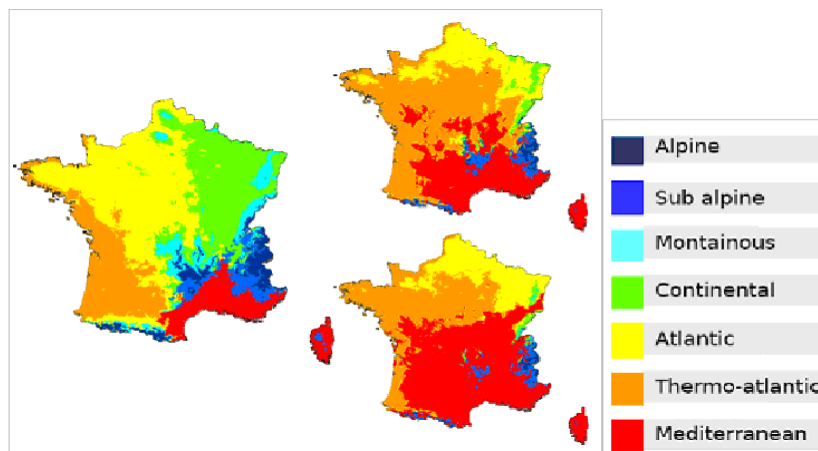 Alpine
Sub alpine
Montainous
Continental
Atlantic
Thermo-atlantic
Mediterranean